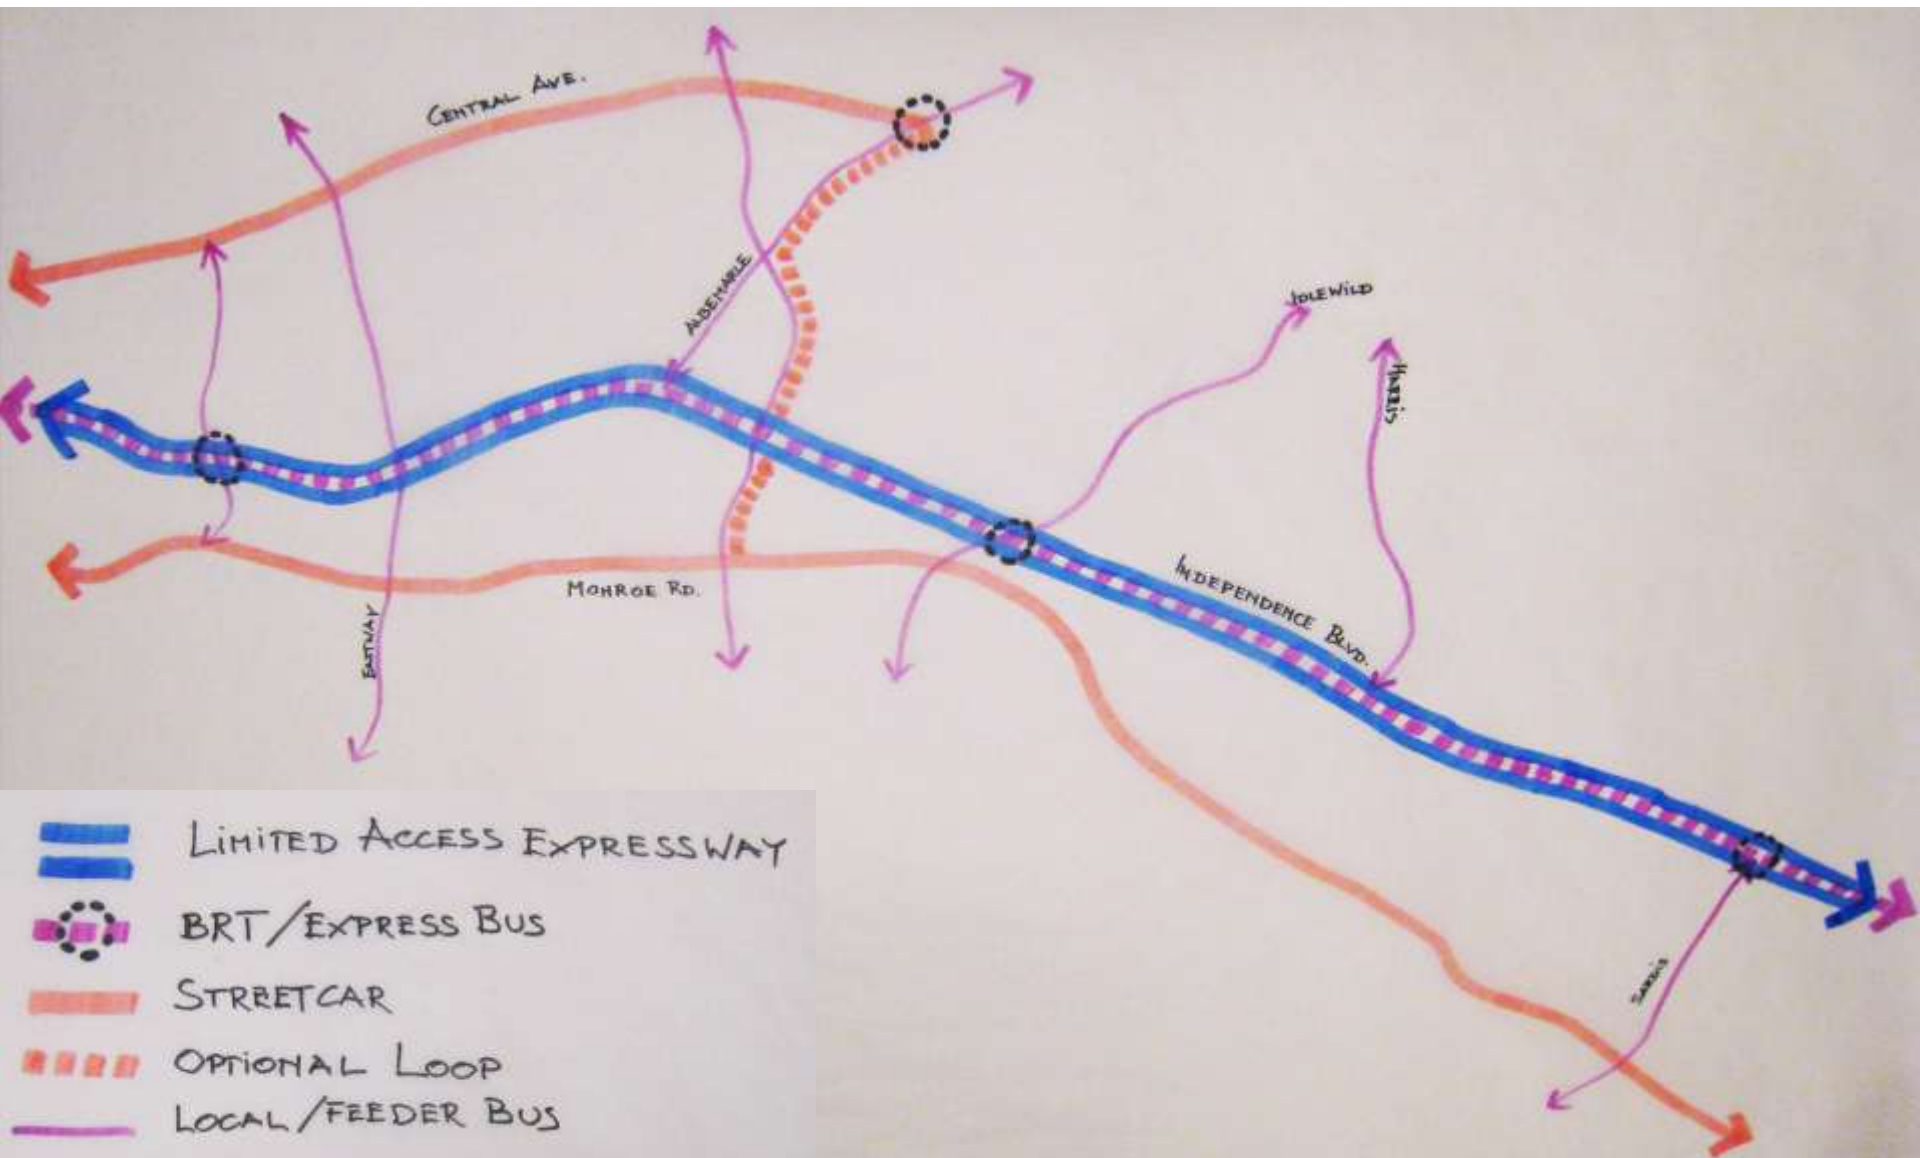 CENTRAL AVE.
ALBEMARLE
IDLEWILD
HARRIS
INDEPENDENCE BLVD.
MONROE RD.
EASTWAY
SARDIS
LIMITED ACCESS EXPRESSWAY
BRT/EXPRESS BUS
STREETCAR
OPTIONAL LOOP
LOCAL/FEEDER BUS